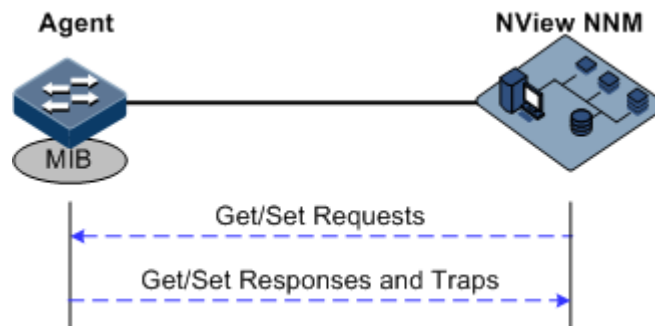 Agent
NView NNM
MIB
Get/Set Requests
Get/Set Responses and Traps